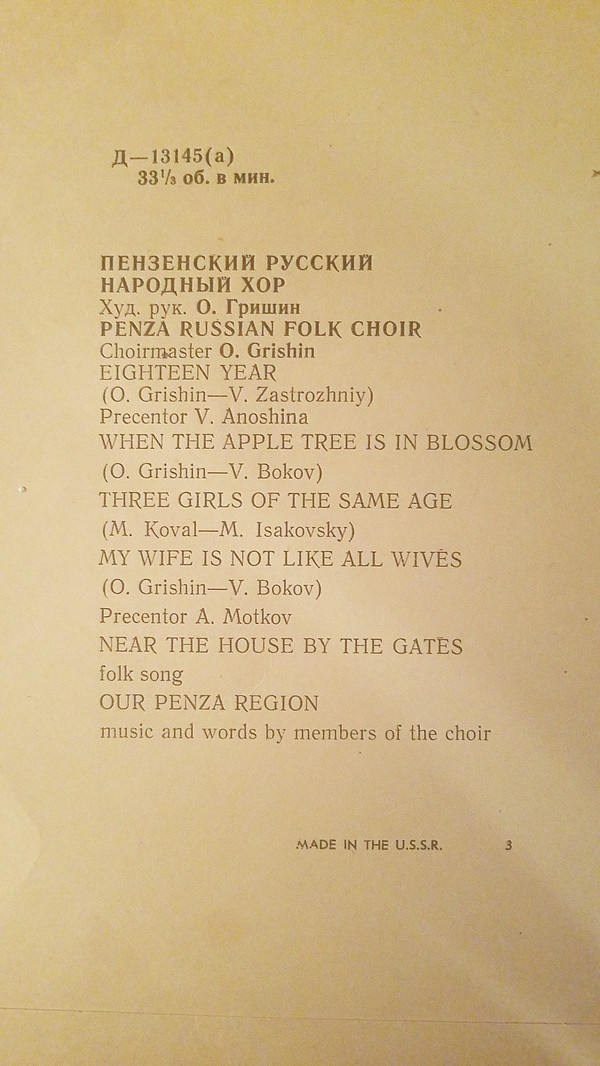 Д—13145(а)
33⅓ об. в мин.
ПЕНЗЕНСКИЙ РУССКИЙ
НАРОДНЫЙ ХОР
Худ. рук. О. Гришин
PENZA RUSSIAN FOLK CHOIR
Choirmaster O. Grishin
EIGHTEEN YEAR
(O. Grishin—V. Zastrozhniy)
Precentor V. Anoshina
WHEN THE APPLE TREE IS IN BLOSSOM
(O. Grishin—V. Bokov)
THREE GIRLS OF THE SAME AGE
(M. Koval—M. Isakovsky)
MY WIFE IS NOT LIKE ALL WIVES
(O. Grishin—V. Bokov)
Precentor A. Motkov
NEAR THE HOUSE BY THE GATES
folk song
OUR PENZA REGION
music and words by members of the choir
MADE IN THE U.S.S.R. 3